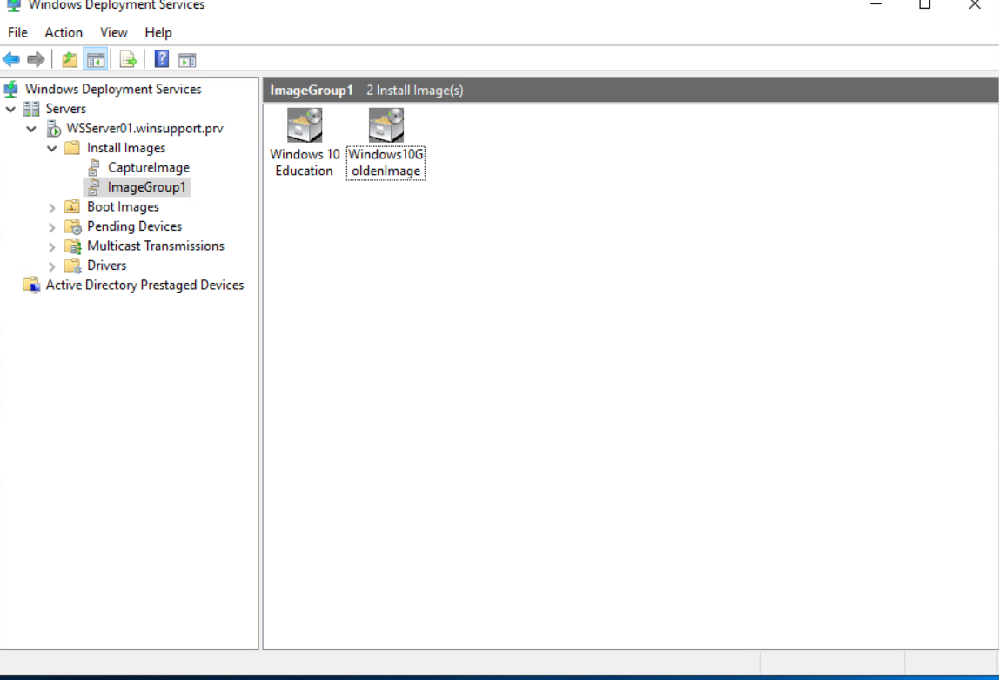 Windows Deployment Services
File Action View Help
Windows Deployment Services
Servers
WSServer01.winsupport.prv
Install Images
CaptureImage
ImageGroup1
Boot Images
Pending Devices
Multicast Transmissions
Drivers
Active Directory Prestaged Devices
ImageGroup1 2 Install Image(s)
Windows 10
Education
Windows10G
oldenImage